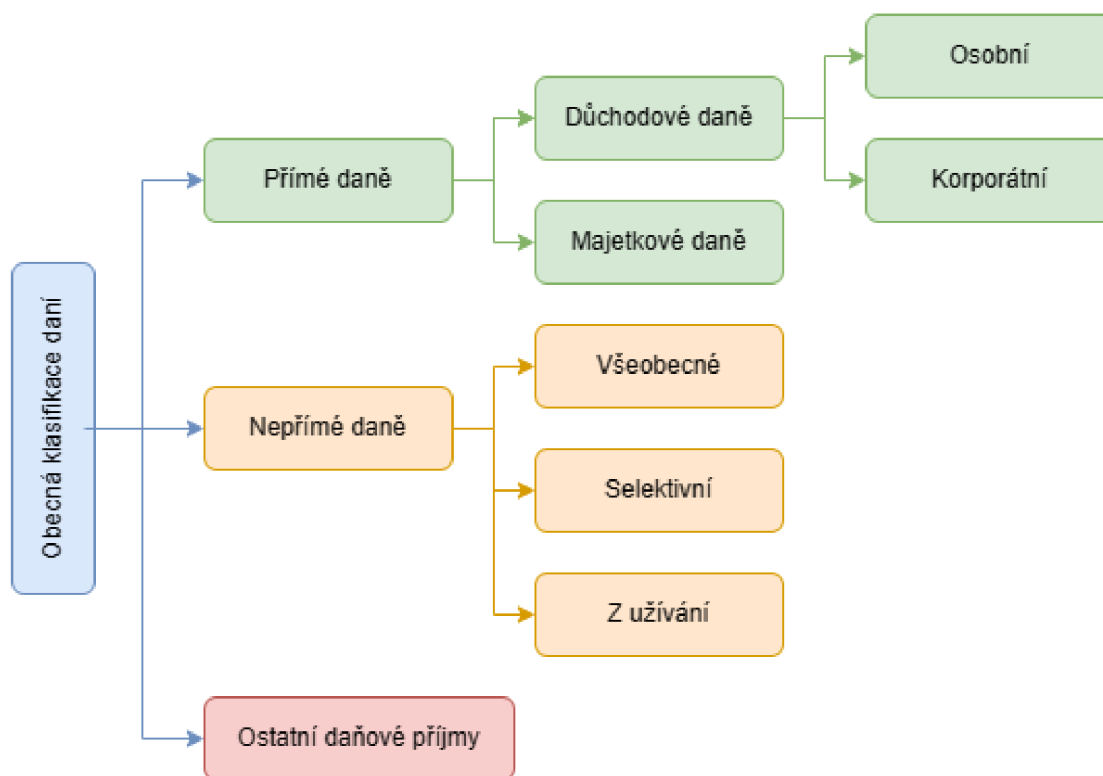 Obecná klasifikace daní
Přímé daně
Důchodové daně
Osobní
Korporátní
Majetkové daně
Nepřímé daně
Všeobecné
Selektivní
Z užívání
Ostatní daňové příjmy